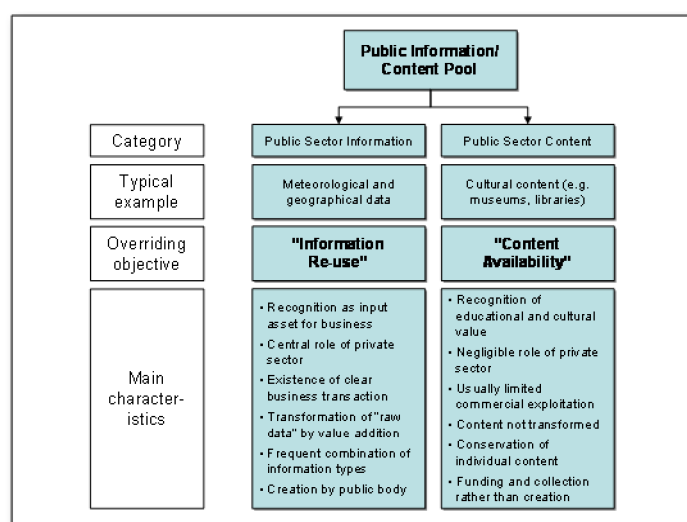 Public Information/
Content Pool
Category
Public Sector Information
Public Sector Content
Typical
example
Meteorological and
geographical data
Cultural content (e.g.
museums, libraries)
Overriding
objective
"Information
Re-use"
"Content
Availability"
Main
character-
istics
• Recognition as input
asset for business
• Central role of private
sector
• Existence of clear
business transaction
• Transformation of "raw
data" by value addition
• Frequent combination of
information types
• Creation by public body
• Recognition of
educational and cultural
value
• Negligible role of private
sector
• Usually limited
commercial exploitation
• Content not transformed
• Conservation of
individual content
• Funding and collection
rather than creation